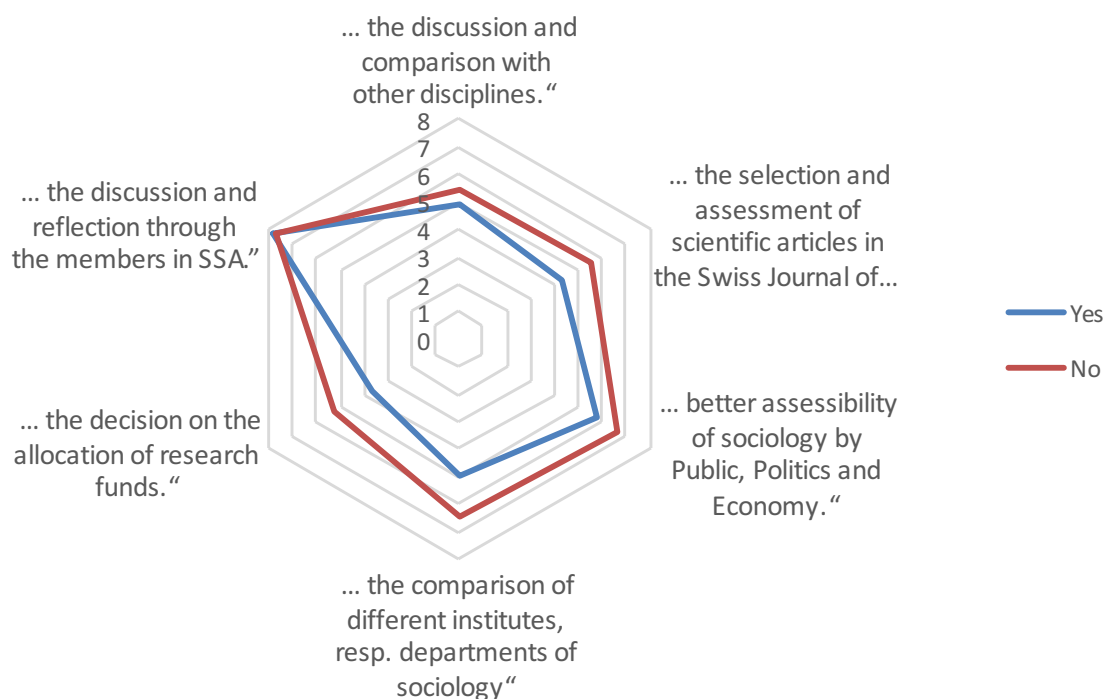 ... the discussion and
comparison with
other disciplines.“
8
7
6
5
4
3
2
1
0
... the selection and
assessment of
scientific articles in
the Swiss Journal of...
... better assessibility
of sociology by
Public, Politics and
Economy.“
... the comparison of
different institutes,
resp. departments of
sociology“
... the decision on the
allocation of research
funds.“
... the discussion and
reflection through
the members in SSA.”
Yes
No